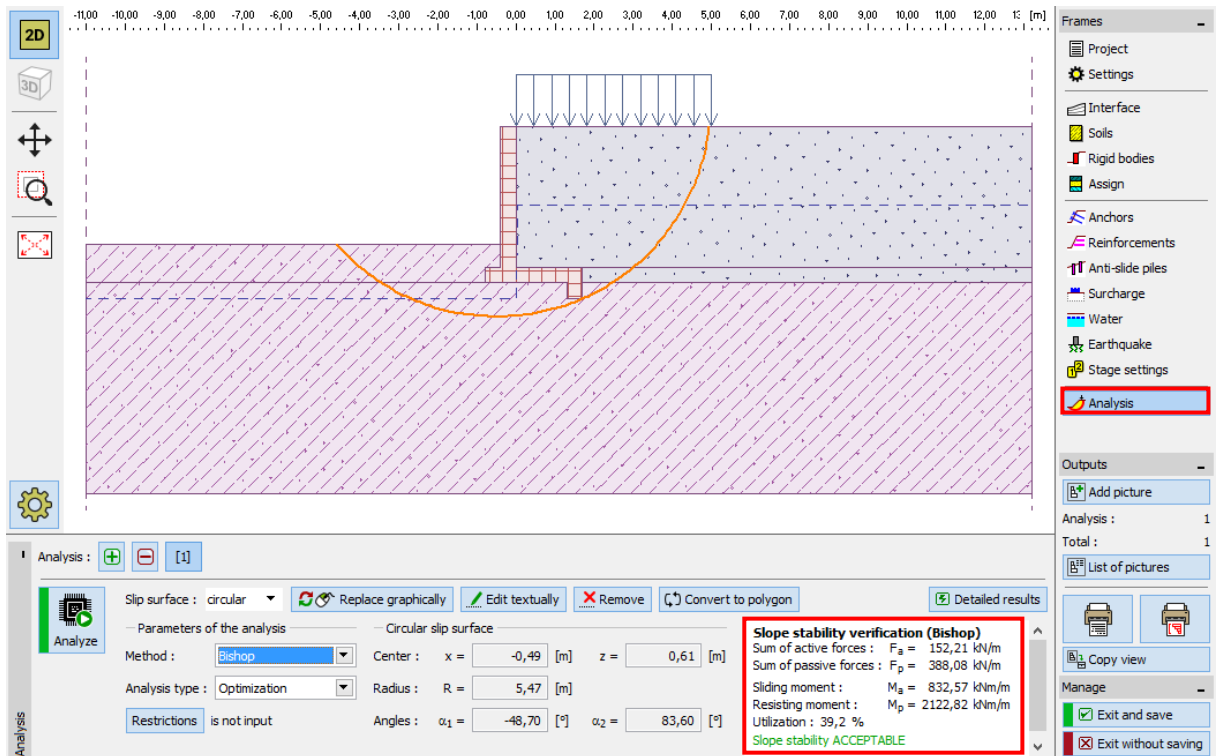 -11,00 -10,00 -9,00 -8,00 -7,00 -6,00 -5,00 -4,00 -3,00 -2,00 -1,00 0,00 1,00 2,00 3,00 4,00 5,00 6,00 7,00 8,00 9,00 10,00 11,00 12,00 [m]
2D
3D
Frames
Project
Settings
Interface
Soils
Rigid bodies
Assign
Anchors
Reinforcements
Anti-slide piles
Surcharge
Water
Earthquake
Stage settings
Analysis
Outputs
Add picture
Analysis : 1
Total : 1
List of pictures
Copy view
Manage
Exit and save
Exit without saving
Analysis : [1]
Analyze
Slip surface : circular Replace graphically Edit textually Remove Convert to polygon Detailed results
Parameters of the analysis
Method : Bishop
Analysis type : Optimization
Restrictions is not input
Circular slip surface
Center : x = -0,49 [m] z = 0,61 [m]
Radius : R = 5,47 [m]
Angles : α1 = -48,70 [°] α2 = 83,60 [°]
Slope stability verification (Bishop)
Sum of active forces : Fa = 152,21 kN/m
Sum of passive forces : Fp = 388,08 kN/m
Sliding moment : Ma = 832,57 kNm/m
Resisting moment : Mp = 2122,82 kNm/m
Utilization : 39,2 %
Slope stability ACCEPTABLE
Analysis